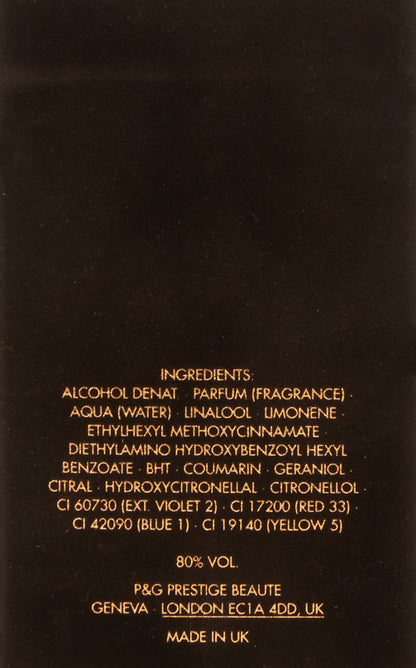 INGREDIENTS:
ALCOHOL DENAT. · PARFUM (FRAGRANCE) ·
AQUA (WATER) · LINALOOL · LIMONENE ·
ETHYLHEXYL METHOXYCINNAMATE ·
DIETHYLAMINO HYDROXYBENZOYL HEXYL
BENZOATE · BHT · COUMARIN · GERANIOL ·
CITRAL · HYDROXYCITRONELLAL · CITRONELLOL ·
CI 60730 (EXT. VIOLET 2) · CI 17200 (RED 33) ·
CI 42090 (BLUE 1) · CI 19140 (YELLOW 5)
80% VOL.
P&G PRESTIGE BEAUTE
GENEVA · LONDON EC1A 4DD, UK
MADE IN UK